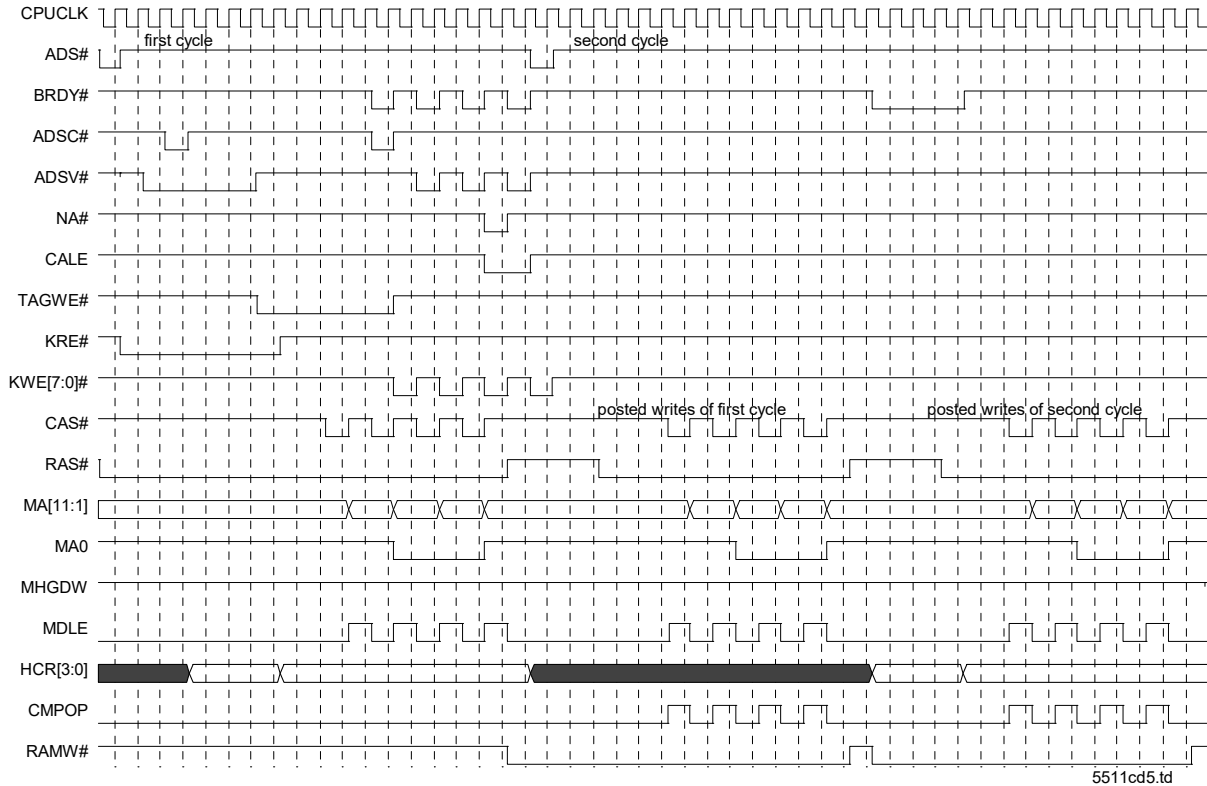 CPUCLK
first cycle
second cycle
ADS#
BRDY#
ADSC#
ADSV#
NA#
CALE
TAGWE#
KRE#
KWE[7:0]#
posted writes of first cycle
posted writes of second cycle
CAS#
RAS#
MA[11:1]
MA0
MHGDW
MDLE
HCR[3:0]
CMPOP
RAMW#
5511cd5.td